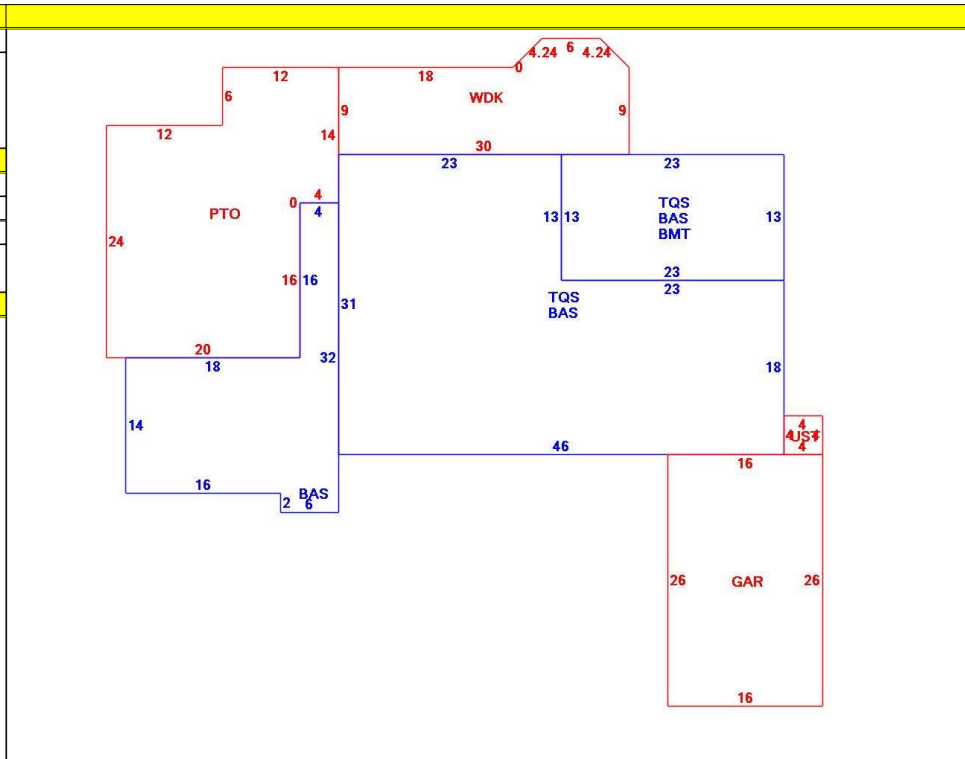 4.24 6 4.24
0
12 18
WDK
6 9 9
12 14
30
23 23
4
0 4
TQS
BAS
BMT
PTO
13 13 13
24
23
23
16 16
TQS
BAS
31
20
18
32
18
14
4
4 UST 4
4
46
16
16
BAS
2 6
26 GAR 26
16